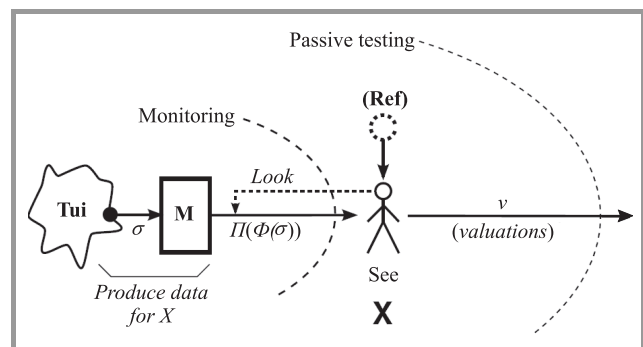 Passive testing
(Ref)
Monitoring
Look
Tui
σ
M
Π(Φ(σ))
v
(valuations)
See
X
Produce data
for X